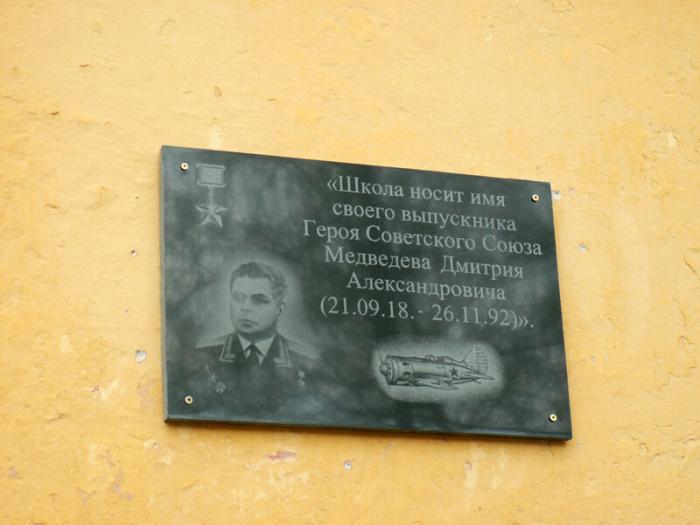 «Школа носит имя
своего выпускника
Героя Советского Союза
Медведева Дмитрия
Александровича
(21.09.18.- 26.11.92)».